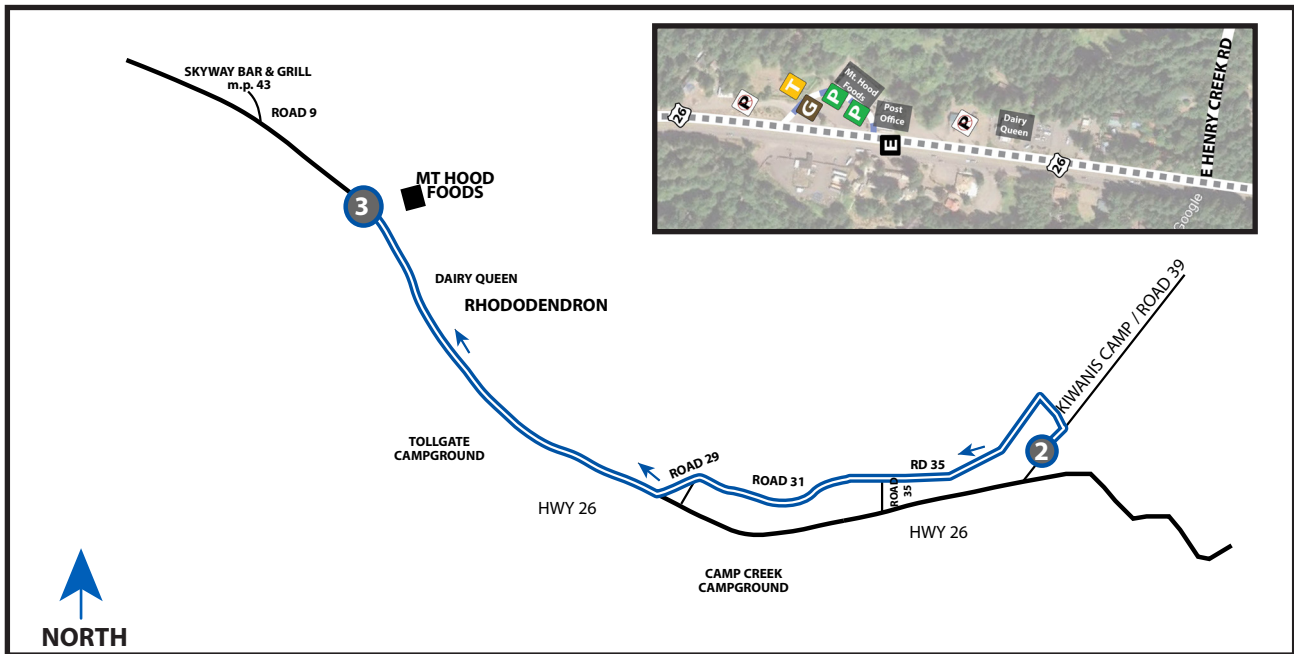 SKYWAY BAR & GRILL
m.p. 43
ROAD 9
MT HOOD
FOODS
3
DAIRY QUEEN
RHODODENDRON
TOLLGATE
CAMPGROUND
HWY 26
ROAD 29
ROAD 31
RD 35
ROAD
35
HWY 26
2
KIWANIS CAMP / ROAD 39
CAMP CREEK
CAMPGROUND
NORTH
26
P
T
G
Mt. Hood
Foods
P
P
Post
Office
E
P
Dairy
Queen
26
E HENRY CREEK RD
Google